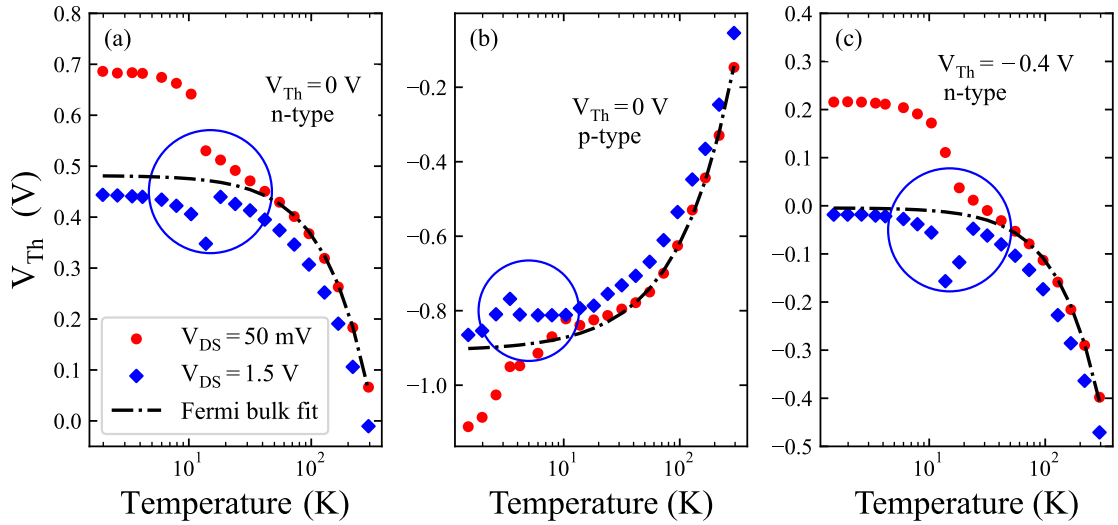 (a)
V_Th = 0 V
n-type
V_DS = 50 mV
V_DS = 1.5 V
Fermi bulk fit
0.8
0.7
0.6
0.5
0.4
0.3
0.2
0.1
0.0
V_Th (V)
10^1
10^2
Temperature (K)
(b)
V_Th = 0 V
p-type
−0.2
−0.4
−0.6
−0.8
−1.0
10^1
10^2
Temperature (K)
(c)
V_Th = −0.4 V
n-type
0.4
0.3
0.2
0.1
0.0
−0.1
−0.2
−0.3
−0.4
−0.5
10^1
10^2
Temperature (K)